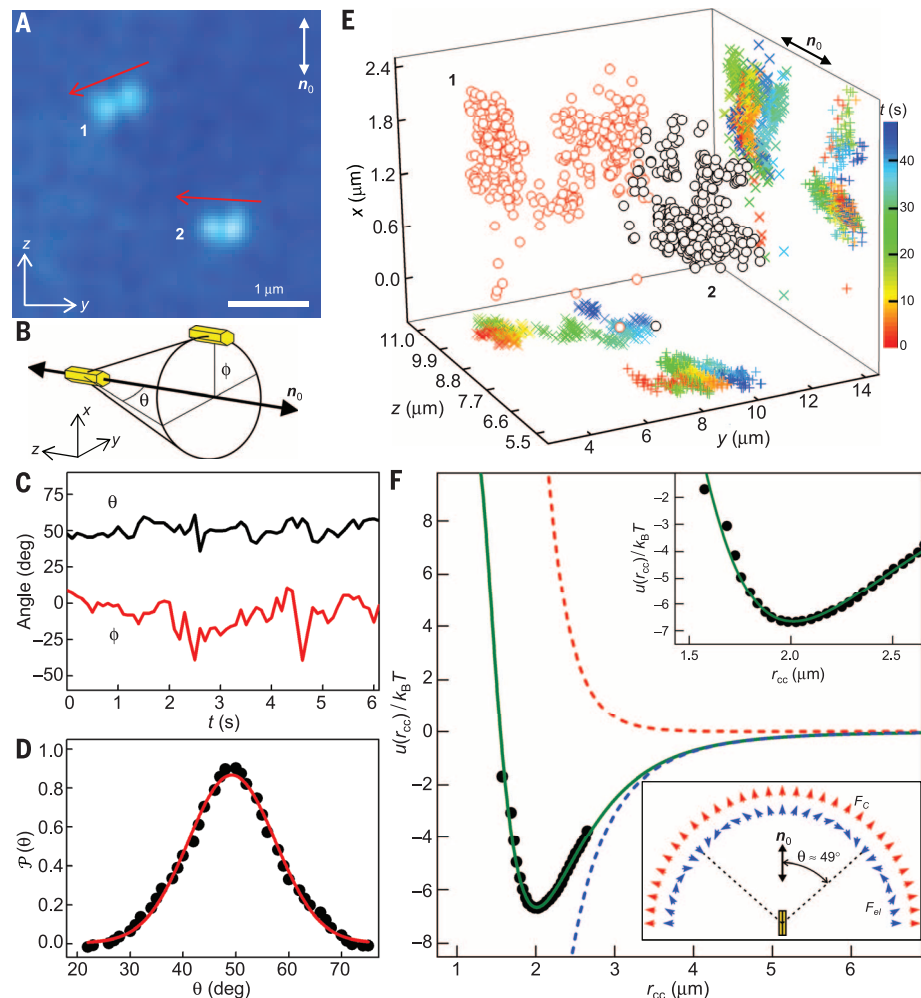 A
n0
1
2
z
y
1 μm
B
ϕ
θ
n0
x
y
z
C
75
50
25
0
−25
−50
Angle (deg)
θ
ϕ
0 1 2 3 4 5 6
t (s)
D
1.0
0.8
0.6
0.4
0.2
0.0
P (θ)
20 30 40 50 60 70
θ (deg)
E
n0
2.4
1.8
1.2
0.6
0.0
x (μm)
1
2
t (s)
40
30
20
10
0
11.0
9.9
8.8
7.7
6.6
5.5
z (μm)
4 6 8 10 12 14
y (μm)
F
8
6
4
2
0
−2
−4
−6
−8
u(rcc)/kBT
1 2 3 4 5 6
rcc (μm)
−2
−3
−4
−5
−6
−7
u(rcc)/kBT
1.5 2.0 2.5
rcc (μm)
FC
n0
θ ≈ 49°
Fel